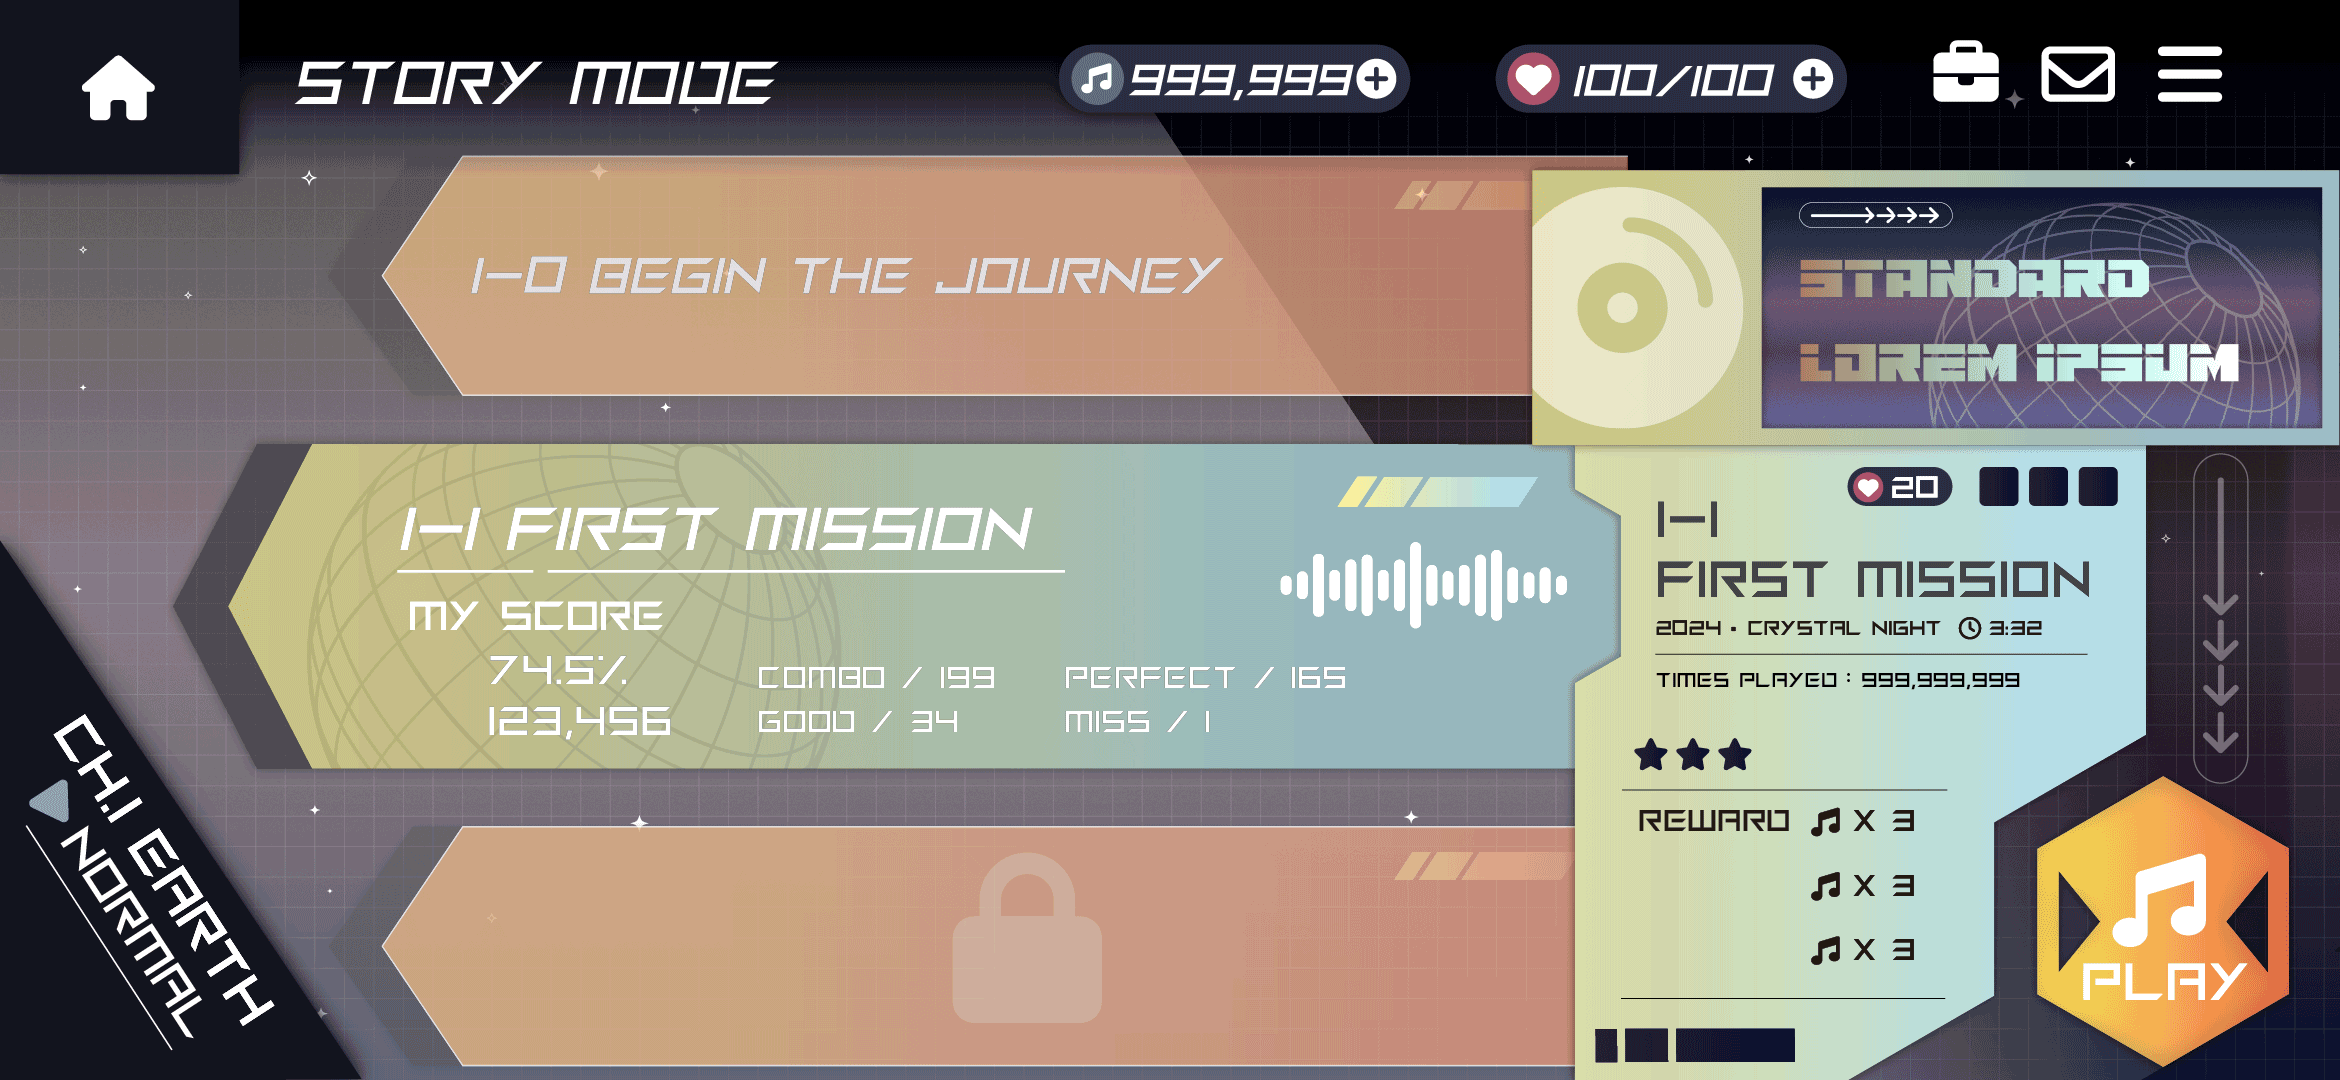 STORY MODE
999,999
100/100
1-0 BEGIN THE JOURNEY
STANDARD
LOREM IPSUM
1-1 FIRST MISSION
MY SCORE
74.5%
123,456
COMBO / 199
PERFECT / 165
GOOD / 34
MISS / 1
20
1-1
FIRST MISSION
2024 · CRYSTAL NIGHT 3:32
TIMES PLAYED : 999,999,999
REWARD X 3
X 3
X 3
CH.1 EARTH
NORMAL
PLAY